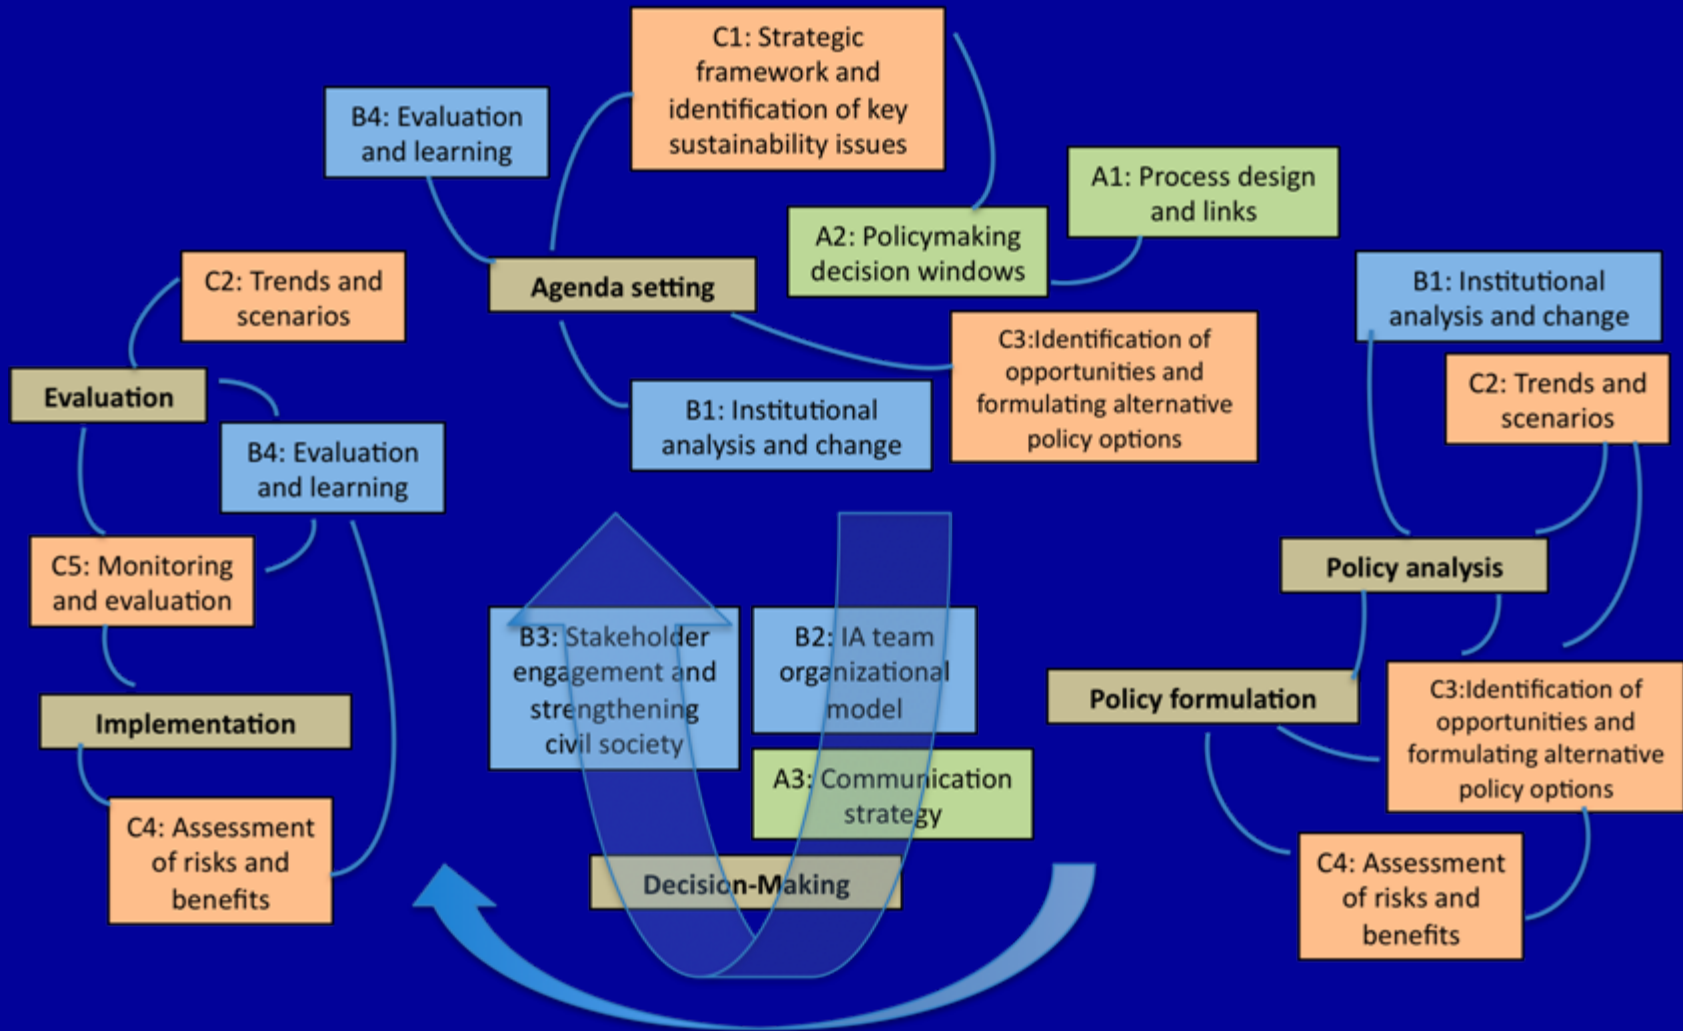 C1: Strategic
framework and
identification of key
sustainability issues
B4: Evaluation
and learning
A1: Process design
and links
A2: Policymaking
decision windows
B1: Institutional
analysis and change
C2: Trends and
scenarios
Agenda setting
C3:Identification of
opportunities and
formulating alternative
policy options
C2: Trends and
scenarios
Evaluation
B1: Institutional
analysis and change
B4: Evaluation
and learning
C5: Monitoring
and evaluation
Policy analysis
B3: Stakeholder
engagement and
strengthening
civil society
B2: IA team
organizational
model
Policy formulation
C3:Identification of
opportunities and
formulating alternative
policy options
Implementation
A3: Communication
strategy
C4: Assessment
of risks and
benefits
Decision-Making
C4: Assessment
of risks and
benefits